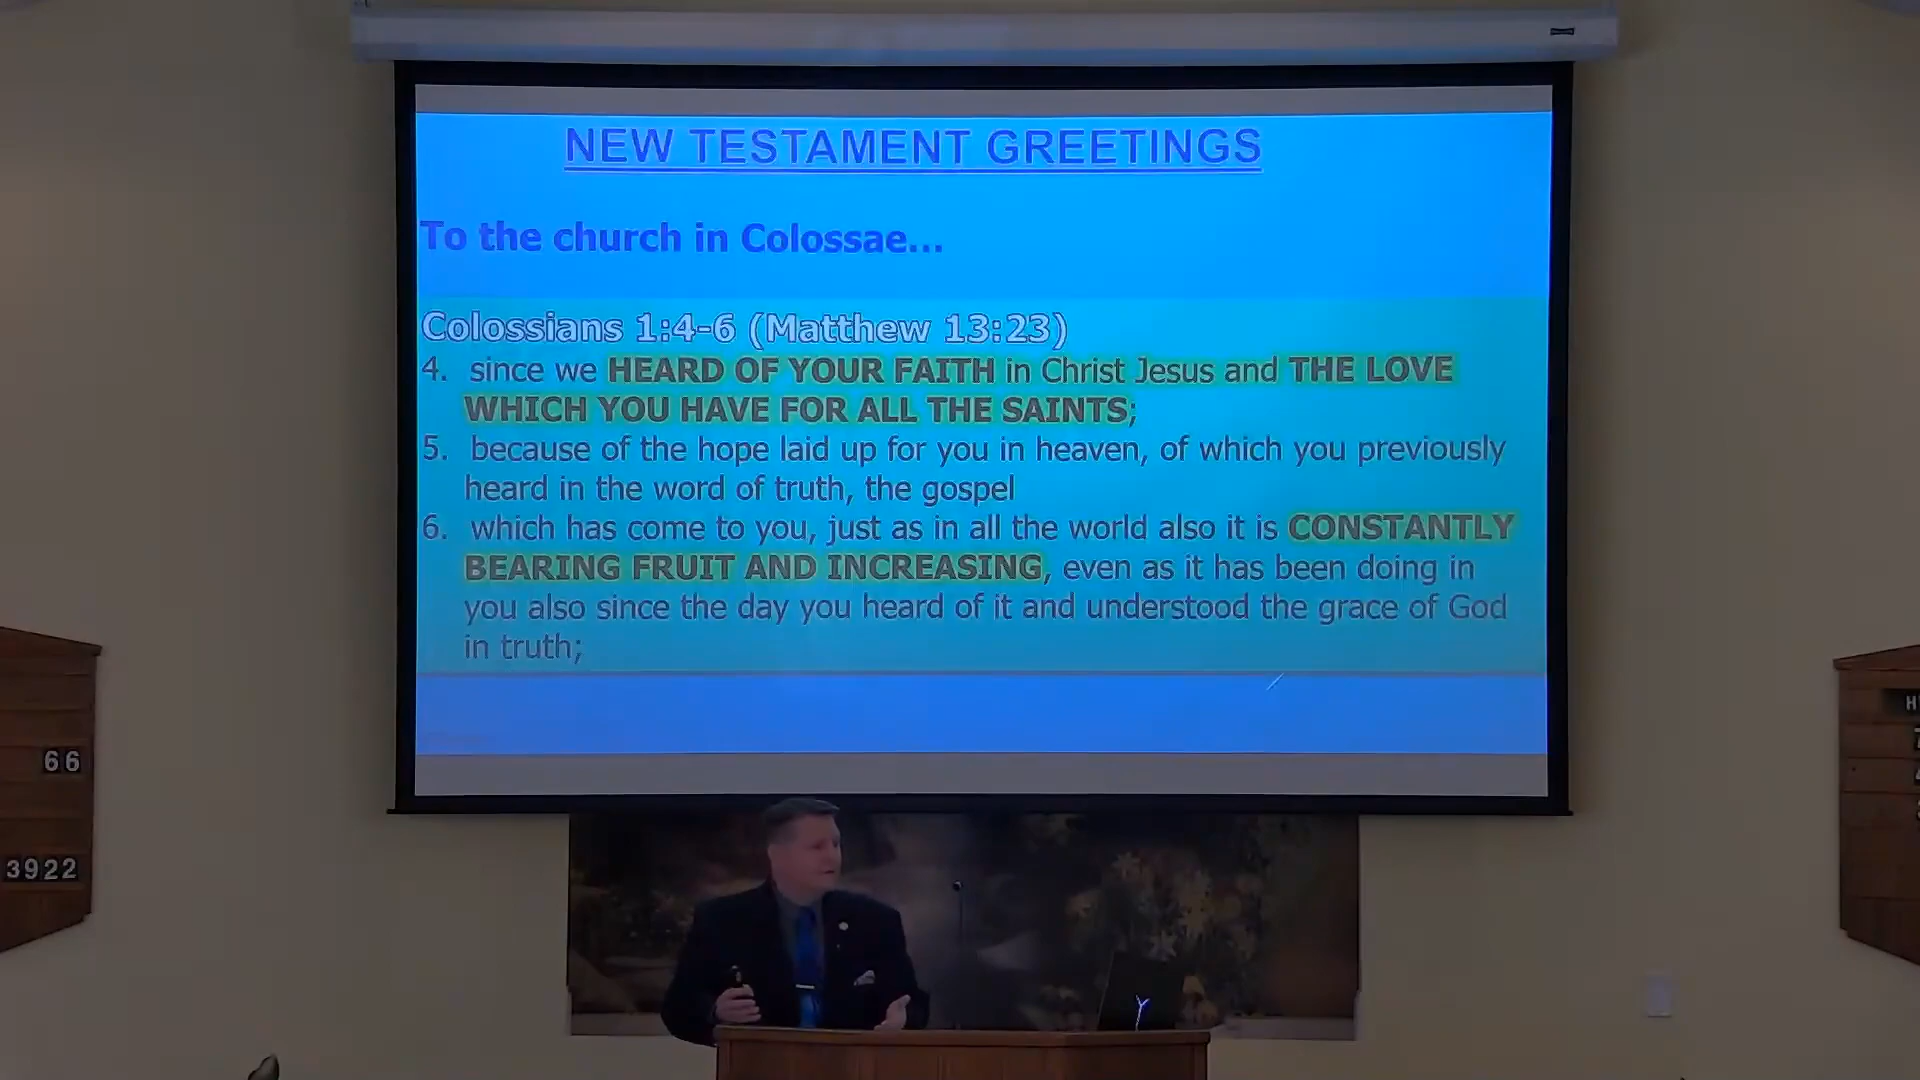 NEW TESTAMENT GREETINGS
To the church in Colossae...
Colossians 1:4-6 (Matthew 13:23)
4. since we HEARD OF YOUR FAITH in Christ Jesus and THE LOVE
WHICH YOU HAVE FOR ALL THE SAINTS;
5. because of the hope laid up for you in heaven, of which you previously
heard in the word of truth, the gospel
6. which has come to you, just as in all the world also it is CONSTANTLY
BEARING FRUIT AND INCREASING, even as it has been doing in
you also since the day you heard of it and understood the grace of God
in truth;
66
3922